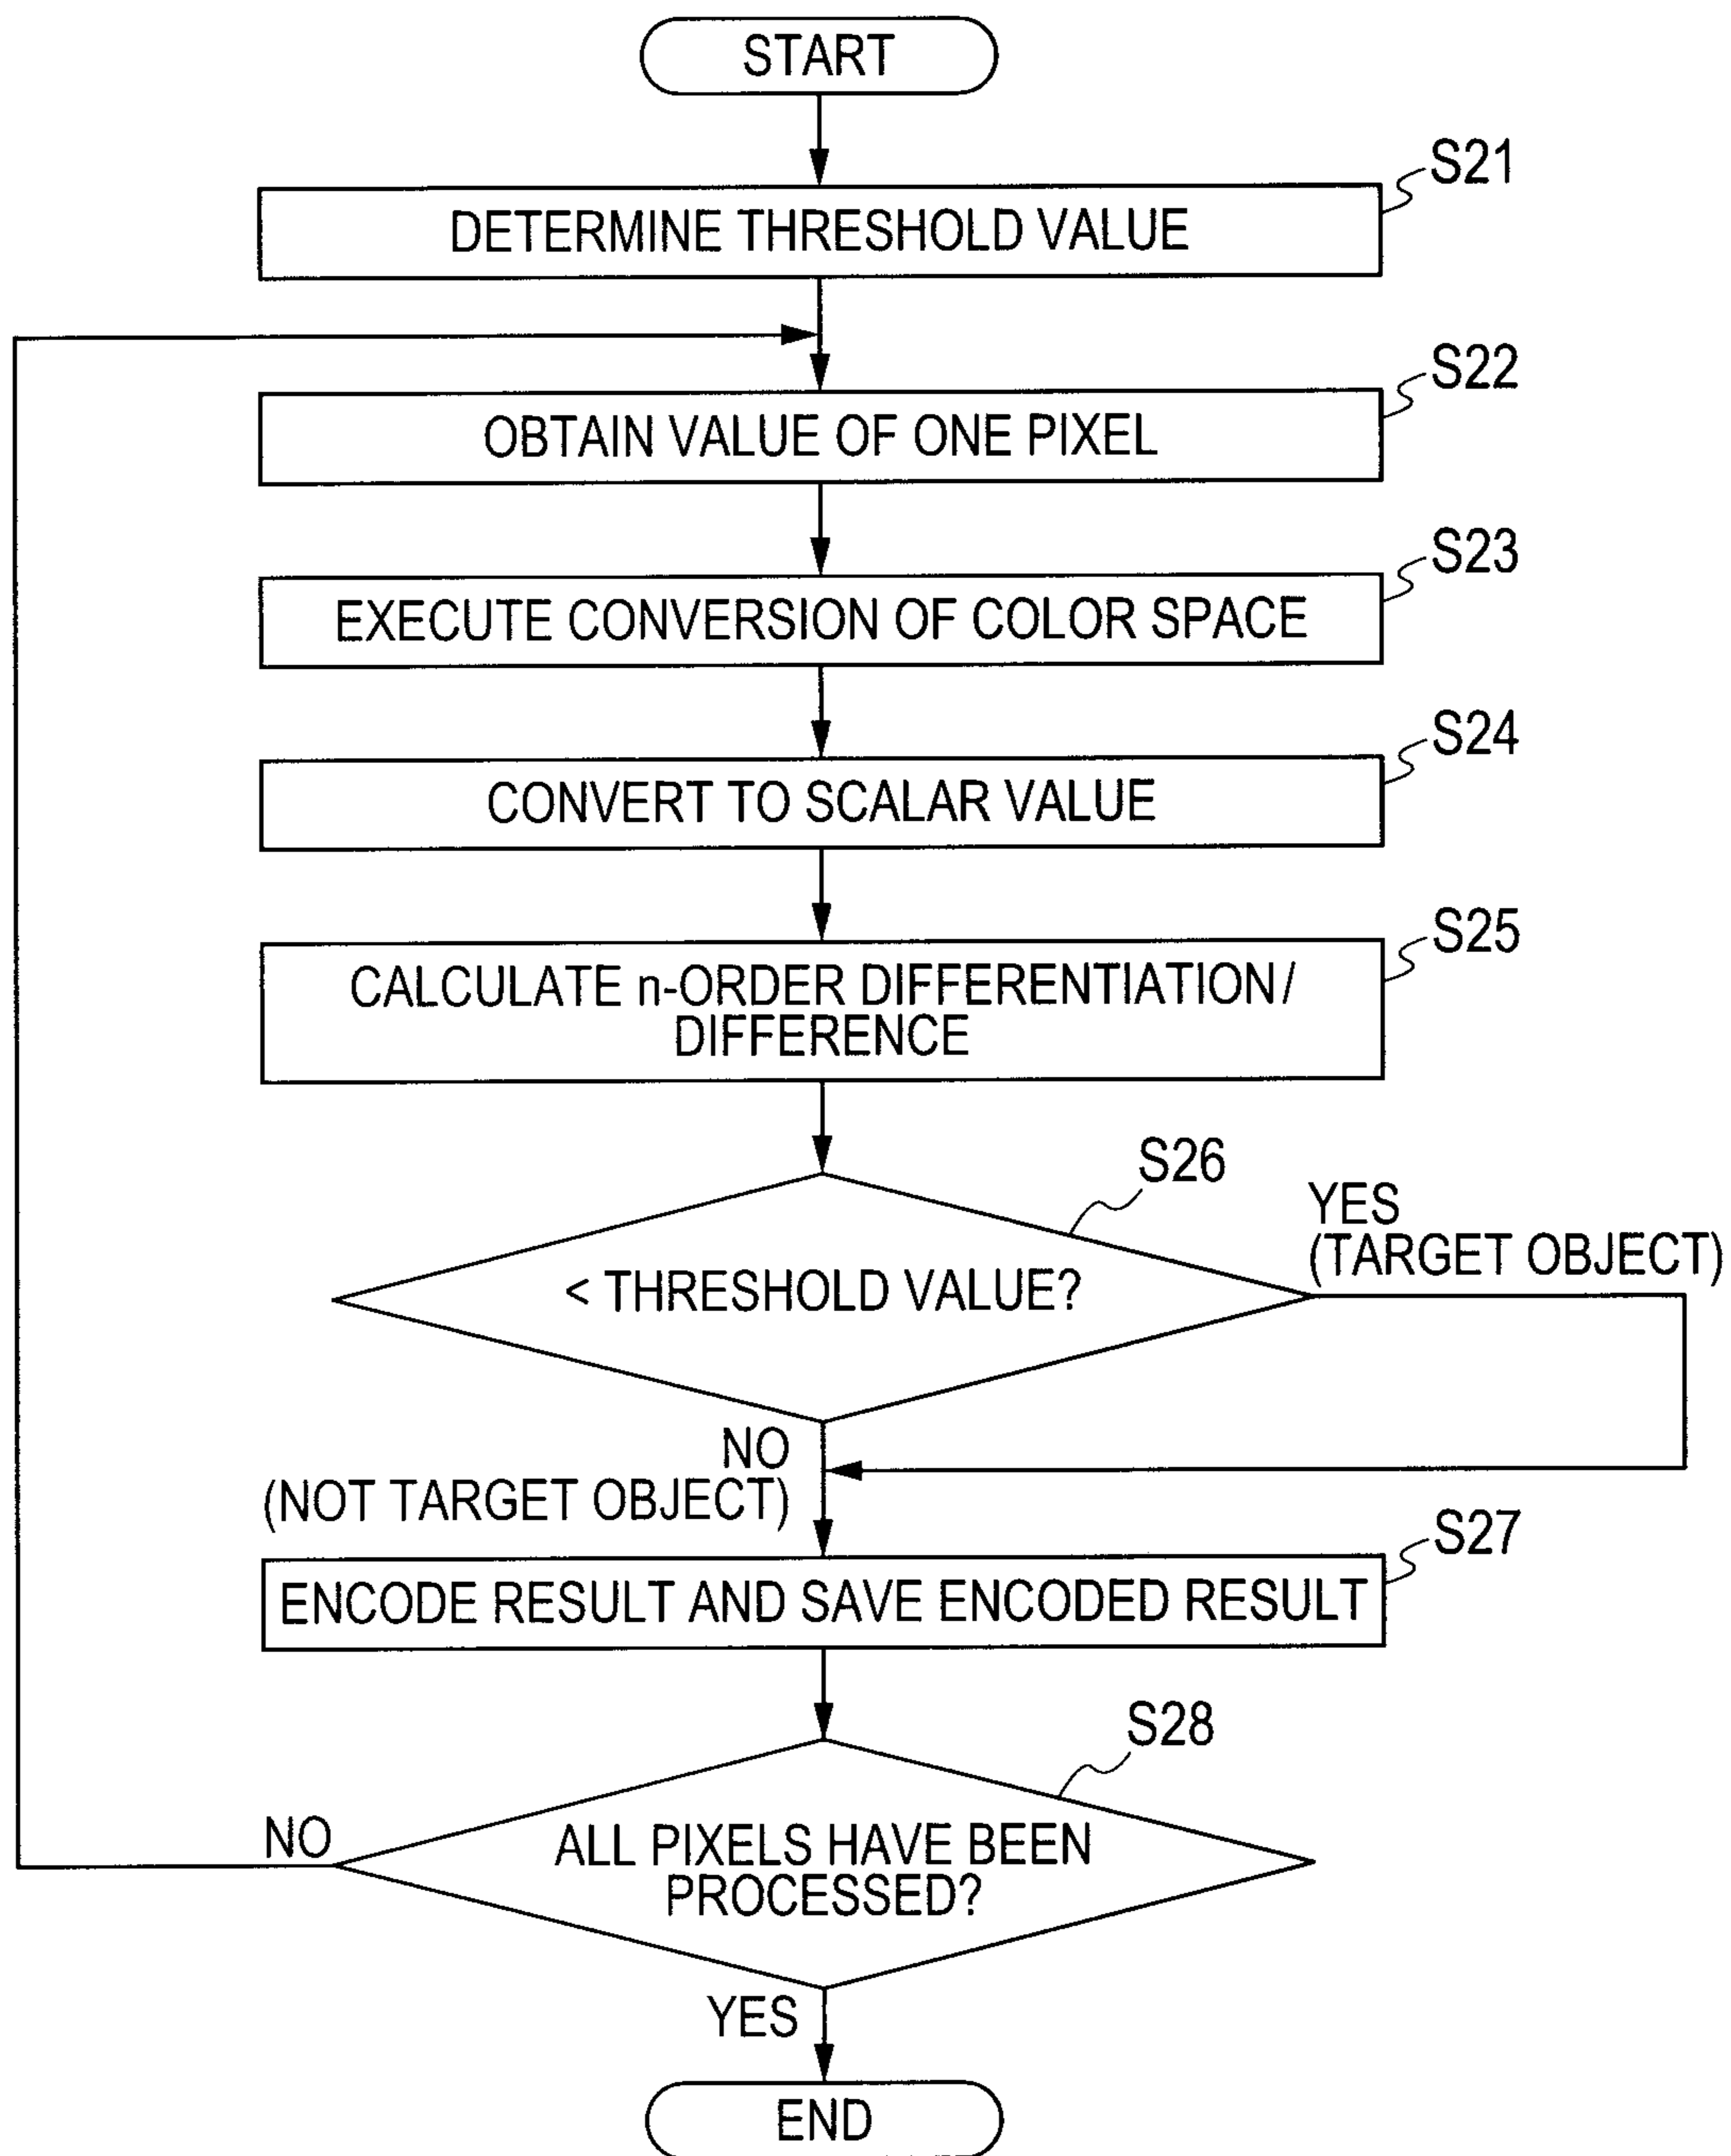 START
S21
DETERMINE THRESHOLD VALUE
S22
OBTAIN VALUE OF ONE PIXEL
S23
EXECUTE CONVERSION OF COLOR SPACE
S24
CONVERT TO SCALAR VALUE
S25
CALCULATE n-ORDER DIFFERENTIATION/
DIFFERENCE
S26
YES
(TARGET OBJECT)
< THRESHOLD VALUE?
NO
(NOT TARGET OBJECT)
S27
ENCODE RESULT AND SAVE ENCODED RESULT
S28
NO
ALL PIXELS HAVE BEEN
PROCESSED?
YES
END